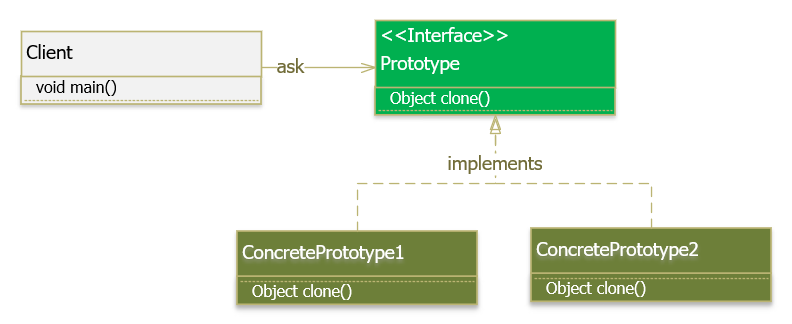 Client
void main()
ask
<<Interface>>
Prototype
Object clone()
implements
ConcretePrototype1
Object clone()
ConcretePrototype2
Object clone()